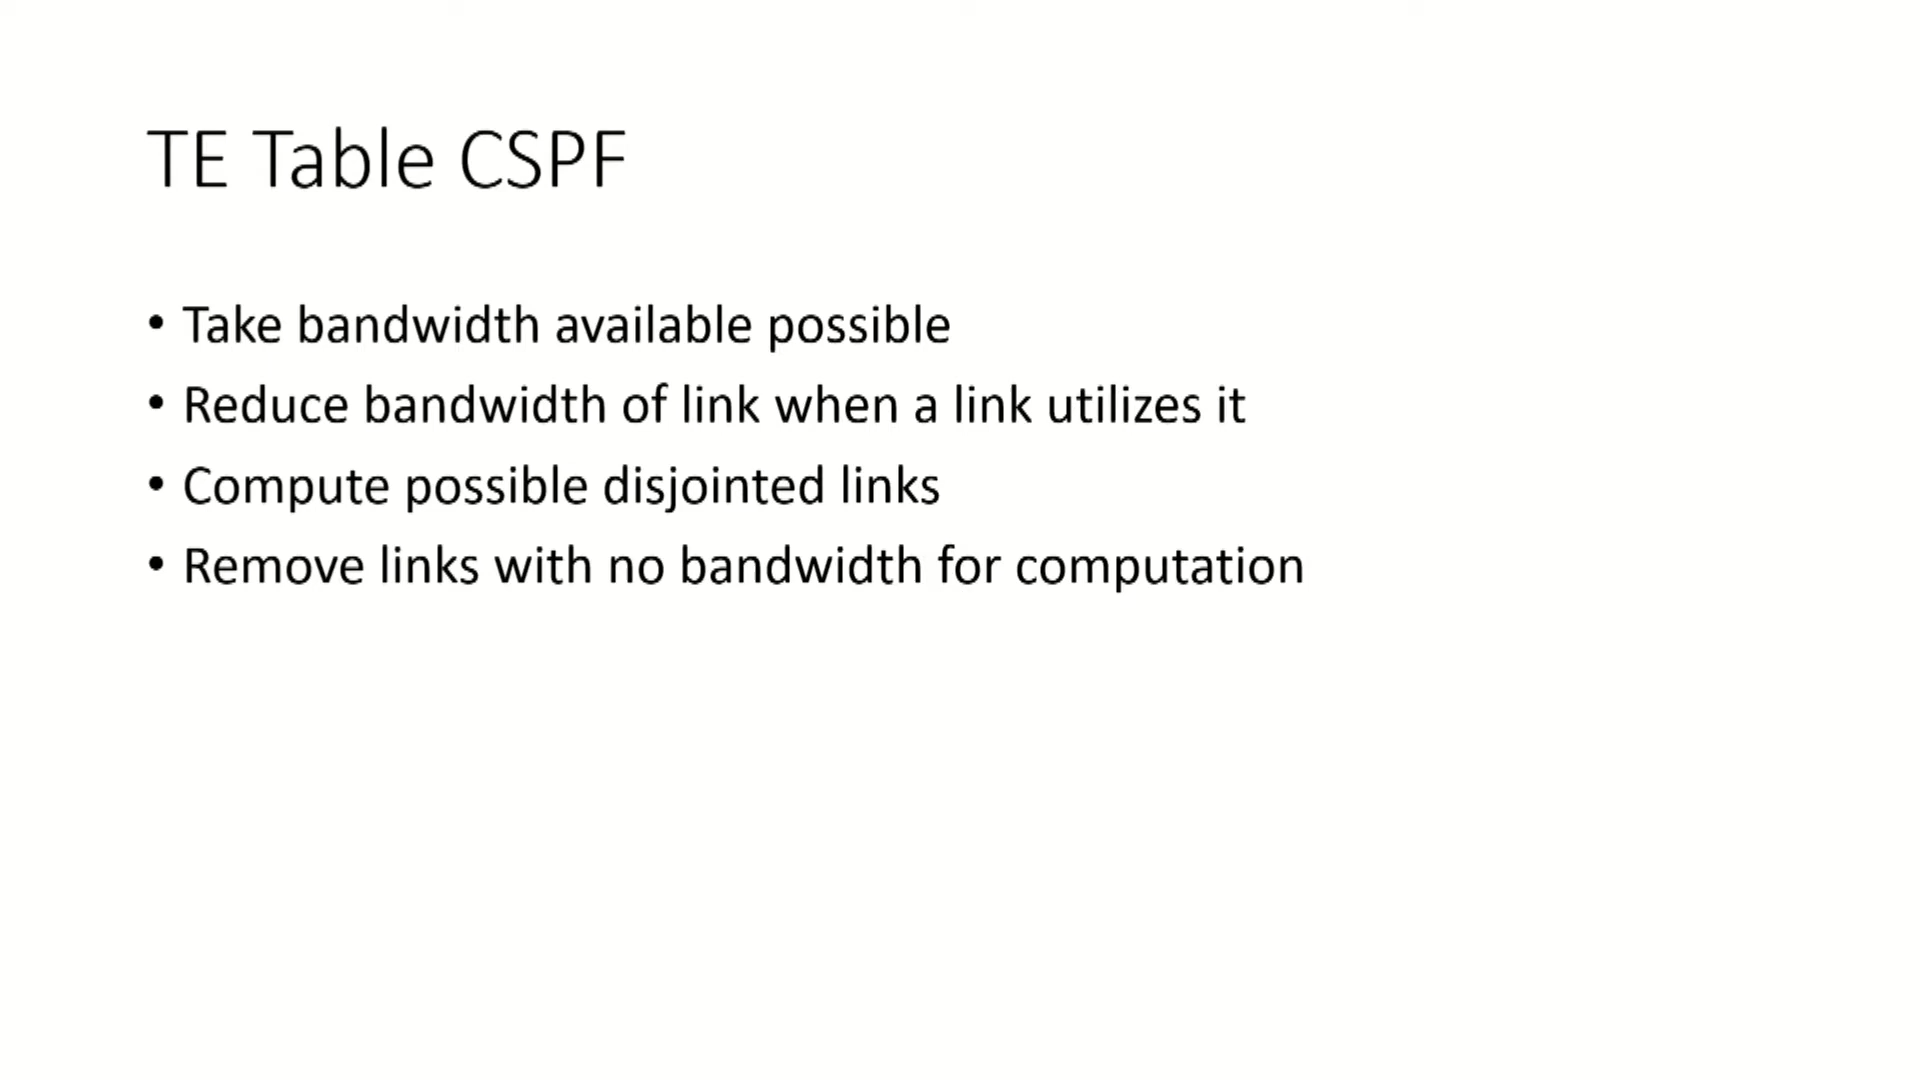 TE Table CSPF
• Take bandwidth available possible
• Reduce bandwidth of link when a link utilizes it
• Compute possible disjointed links
• Remove links with no bandwidth for computation